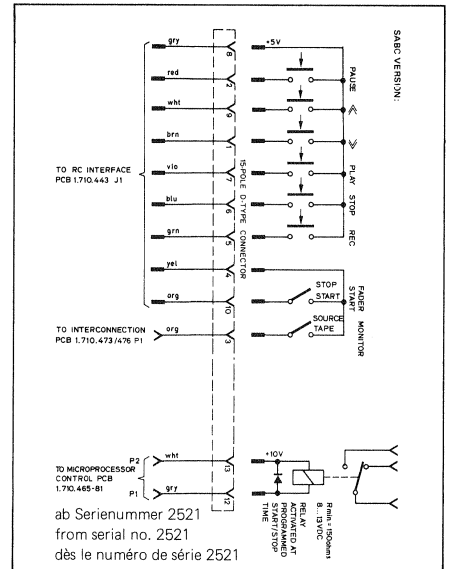 SABC VERSION:
gry
8
+5V
red
2
PAUSE
wht
9
brn
1
TO RC INTERFACE
PCB 1.710.443 J1
vio
7
PLAY
blu
6
STOP
grn
5
REC
15-POLE D-TYPE CONNECTOR
yel
4
org
10
STOP
START
FADER
START
TO INTERCONNECTION
PCB 1.710.473/476 P1
org
3
SOURCE
TAPE
MONITOR
P2
wht
13
+10V
TO MICROPROCESSOR
CONTROL PCB
1.710.465-81
P1
gry
12
Rmin = 150ohms
8...13VDC
RELAY
ACTIVATED AT
PROGRAMMED
START/STOP
TIME
ab Serienummer 2521
from serial no. 2521
dès le numéro de série 2521